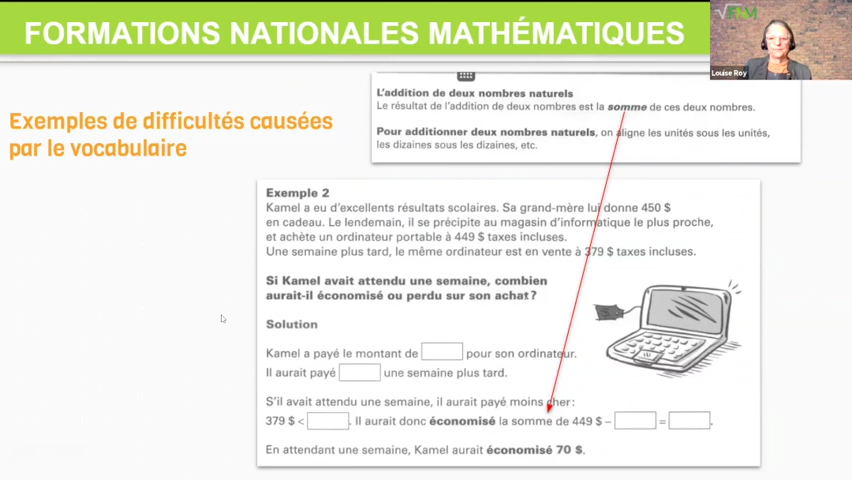 FORMATIONS NATIONALES MATHÉMATIQUES
Louise Roy
Exemples de difficultés causées
par le vocabulaire
L'addition de deux nombres naturels
Le résultat de l'addition de deux nombres est la somme de ces deux nombres.
Pour additionner deux nombres naturels, on aligne les unités sous les unités,
les dizaines sous les dizaines, etc.
Exemple 2
Kamel a eu d'excellents résultats scolaires. Sa grand-mère lui donne 450 $
en cadeau. Le lendemain, il se précipite au magasin d'informatique le plus proche,
et achète un ordinateur portable à 449 $ taxes incluses.
Une semaine plus tard, le même ordinateur est en vente à 379 $ taxes incluses.
Si Kamel avait attendu une semaine, combien
aurait-il économisé ou perdu sur son achat ?
Solution
Kamel a payé le montant de pour son ordinateur.
Il aurait payé une semaine plus tard.
S'il avait attendu une semaine, il aurait payé moins cher :
379 $ < . Il aurait donc économisé la somme de 449 $ – = .
En attendant une semaine, Kamel aurait économisé 70 $.